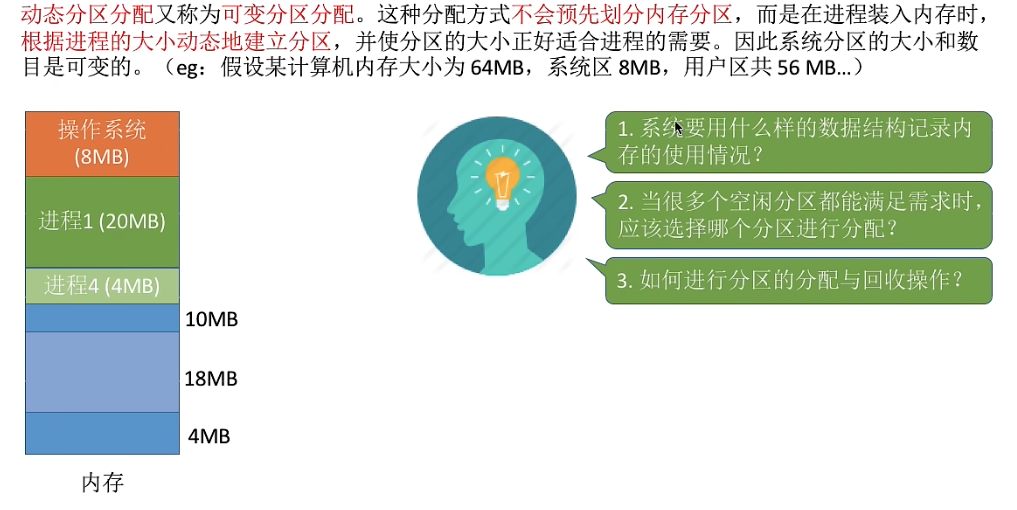 动态分区分配又称为可变分区分配。这种分配方式不会预先划分内存分区，而是在进程装入内存时，
根据进程的大小动态地建立分区，并使分区的大小正好适合进程的需要。因此系统分区的大小和数
目是可变的。（eg：假设某计算机内存大小为 64MB，系统区 8MB，用户区共 56 MB…）
操作系统
(8MB)
进程1 (20MB)
进程4 (4MB)
10MB
18MB
4MB
内存
1. 系统要用什么样的数据结构记录内
存的使用情况？
2. 当很多个空闲分区都能满足需求时，
应该选择哪个分区进行分配？
3. 如何进行分区的分配与回收操作？